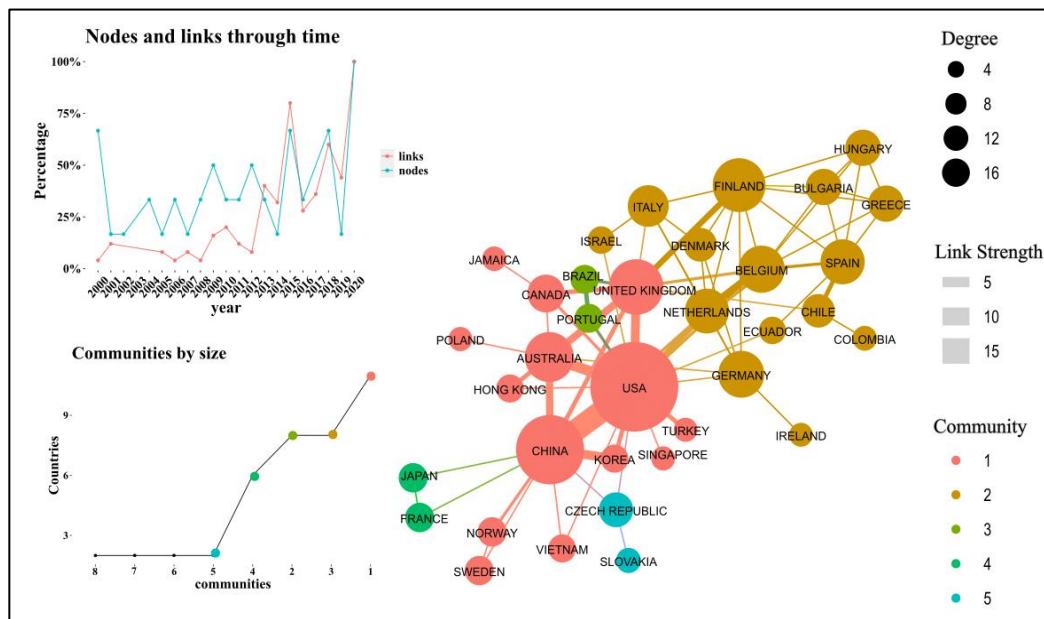 Nodes and links through time
100%
75%
50%
25%
0%
Percentage
2000 2001 2002 2003 2004 2005 2006 2007 2008 2009 2010 2011 2012 2013 2014 2015 2016 2017 2018 2019 2020
year
links
nodes
Communities by size
9
6
3
Countries
8 7 6 5 4 2 3 1
communities
HUNGARY
FINLAND
BULGARIA
ITALY
GREECE
ISRAEL
DENMARK
JAMAICA
BRAZIL
BELGIUM
SPAIN
CANADA
UNITED KINGDOM
NETHERLANDS
CHILE
PORTUGAL
ECUADOR
POLAND
COLOMBIA
AUSTRALIA
GERMANY
HONG KONG
USA
TURKEY
IRELAND
CHINA
KOREA
SINGAPORE
JAPAN
CZECH REPUBLIC
FRANCE
NORWAY
VIETNAM
SLOVAKIA
SWEDEN
Degree
4
8
12
16
Link Strength
5
10
15
Community
1
2
3
4
5